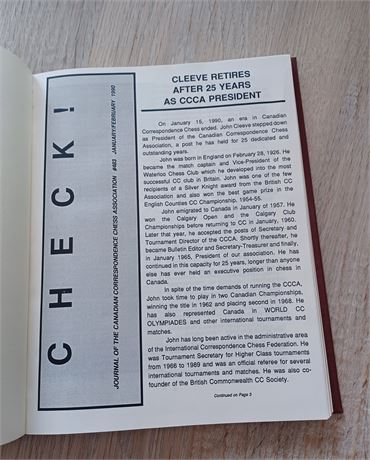 CHECK!
JOURNAL OF THE CANADIAN CORRESPONDENCE CHESS ASSOCIATION #403 JANUARY/FEBRUARY 1990
CLEEVE RETIRES
AFTER 25 YEARS
AS CCCA PRESIDENT
On January 15, 1990, an era in Canadian
Correspondence Chess ended. John Cleeve stepped down
as President of the Canadian Correspondence Chess
Association, a post he has held for 25 dedicated and
outstanding years.
John was born in England on February 28, 1926. He
became the match captain and Vice-President of the
Waterloo Chess Club which he developed into the most
successful CC club in Britain. John was one of the few
recipients of a Silver Knight award from the British CC
Association and also won the best game prize in the
English Counties CC Championship, 1954-55.
John emigrated to Canada in January of 1957. He
won the Calgary Open and the Calgary Club
Championships before returning to CC in January, 1960.
Later that year, he accepted the posts of Secretary and
Tournament Director of the CCCA. Shortly thereafter, he
became Bulletin Editor and Secretary-Treasurer and finally,
in January 1965, President of our association. He has
continued in this capacity for 25 years, longer than anyone
else has ever held an executive position in chess in
Canada.
In spite of the time demands of running the CCCA,
John took time to play in two Canadian Championships,
winning the title in 1962 and placing second in 1968. He
has also represented Canada in WORLD CC
OLYMPIADES and other international tournaments and
matches.
John has long been active in the administrative area
of the International Correspondence Chess Federation. He
was Tournament Secretary for Higher Class tournaments
from 1968 to 1989 and was an official referee for several
international tournaments and matches. He was also co-
founder of the British Commonwealth CC Society.
Continued on Page 3